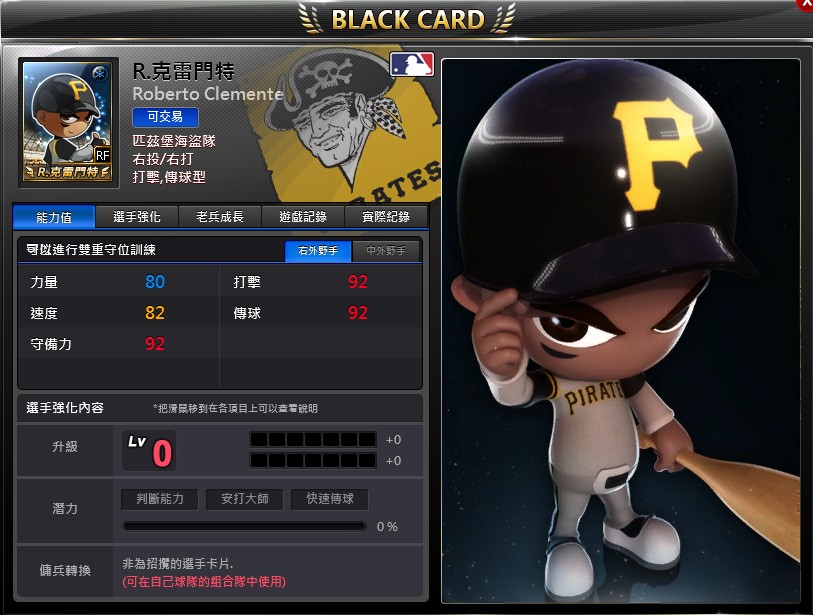 BLACK CARD
X
R.克雷門特
Roberto Clemente
可交易
匹茲堡海盜隊
右投/右打
打擊,傳球型
P
RF
R.克雷門特
PIRATES
能力值 選手強化 老兵成長 遊戲記錄 實際紀錄
可以進行雙重守位訓練 右外野手 中外野手
力量 80 打擊 92
速度 82 傳球 92
守備力 92
選手強化內容 *把滑鼠移到在各項目上可以查看說明
升級 Lv 0 +0
+0
潛力 判斷能力 安打大師 快速傳球
0 %
傭兵轉換 非為招攬的選手卡片.
(可在自己球隊的組合隊中使用)
P
PIRATE